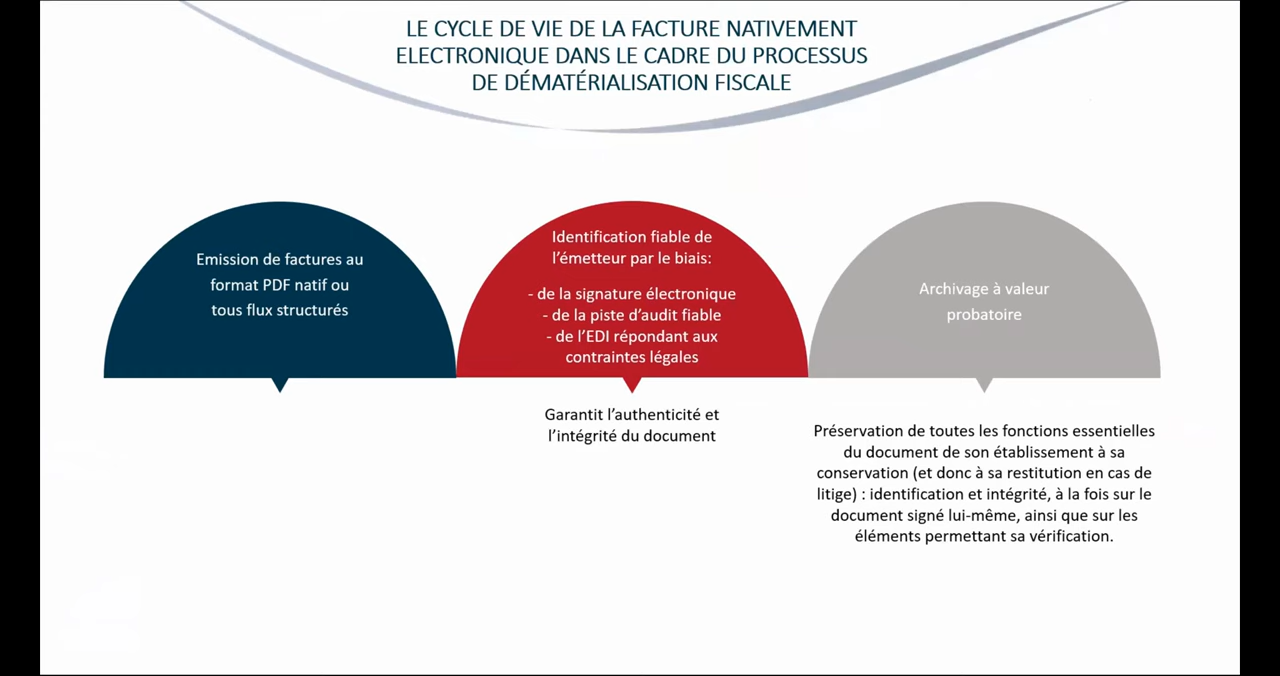 LE CYCLE DE VIE DE LA FACTURE NATIVEMENT
ELECTRONIQUE DANS LE CADRE DU PROCESSUS
DE DÉMATÉRIALISATION FISCALE
Emission de factures au
format PDF natif ou
tous flux structurés
Identification fiable de
l'émetteur par le biais:
- de la signature électronique
- de la piste d'audit fiable
- de l'EDI répondant aux
contraintes légales
Garantit l'authenticité et
l'intégrité du document
Archivage à valeur
probatoire
Préservation de toutes les fonctions essentielles
du document de son établissement à sa
conservation (et donc à sa restitution en cas de
litige) : identification et intégrité, à la fois sur le
document signé lui-même, ainsi que sur les
éléments permettant sa vérification.